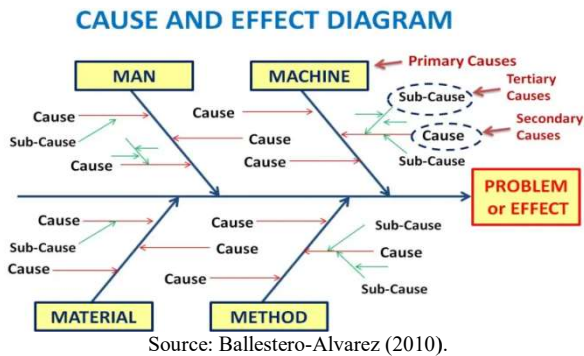 CAUSE AND EFFECT DIAGRAM
MAN
MACHINE
Primary Causes
Tertiary
Causes
Sub-Cause
Secondary
Causes
Cause
Cause
Cause
Sub-Cause
Cause
Cause
Cause
Cause
Sub-Cause
PROBLEM
or EFFECT
Cause
Sub-Cause
Cause
Cause
Cause
Cause
Cause
Sub-Cause
Cause
Sub-Cause
MATERIAL
METHOD
Source: Ballestero-Alvarez (2010).